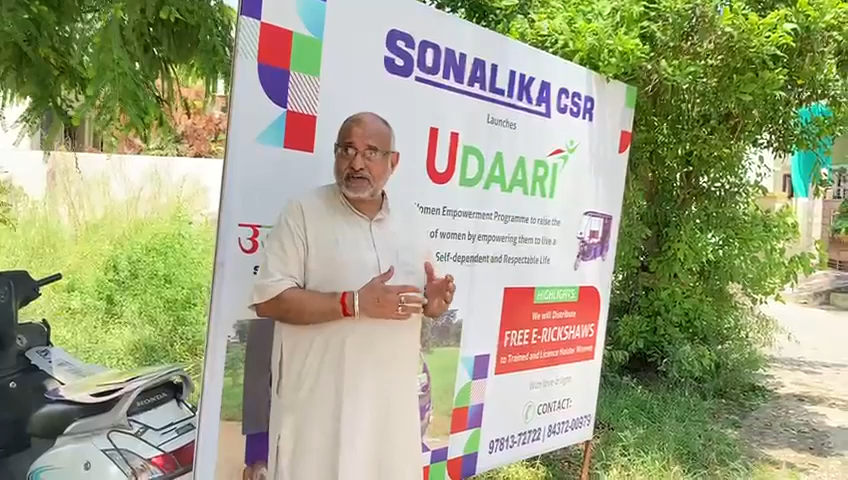 SONALIKA CSR
Launches
UDAARI
Women Empowerment Programme to raise the
of women by empowering them to live a
Self-dependent and Respectable Life
HIGHLIGHTS:
We will Distribute
FREE E-RICKSHAWS
to Trained and Licence Holder Women
CONTACT:
97813-72722 / 84372-00979
HONDA